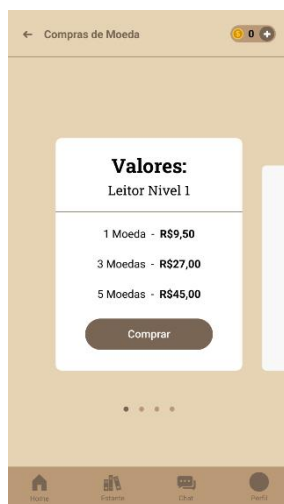 Compras de Moeda
0
Valores:
Leitor Nivel 1
1 Moeda - R$9,50
3 Moedas - R$27,00
5 Moedas - R$45,00
Comprar
Home
Estante
Chat
Perfil